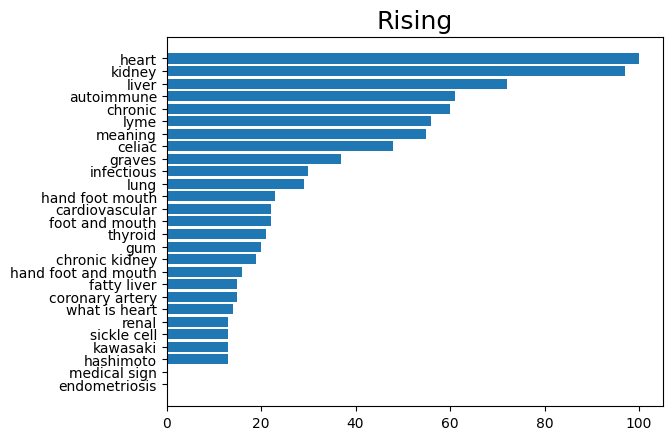 Rising
heart
kidney
liver
autoimmune
chronic
lyme
meaning
celiac
graves
infectious
lung
hand foot mouth
cardiovascular
foot and mouth
thyroid
gum
chronic kidney
hand foot and mouth
fatty liver
coronary artery
what is heart
renal
sickle cell
kawasaki
hashimoto
medical sign
endometriosis
0 20 40 60 80 100